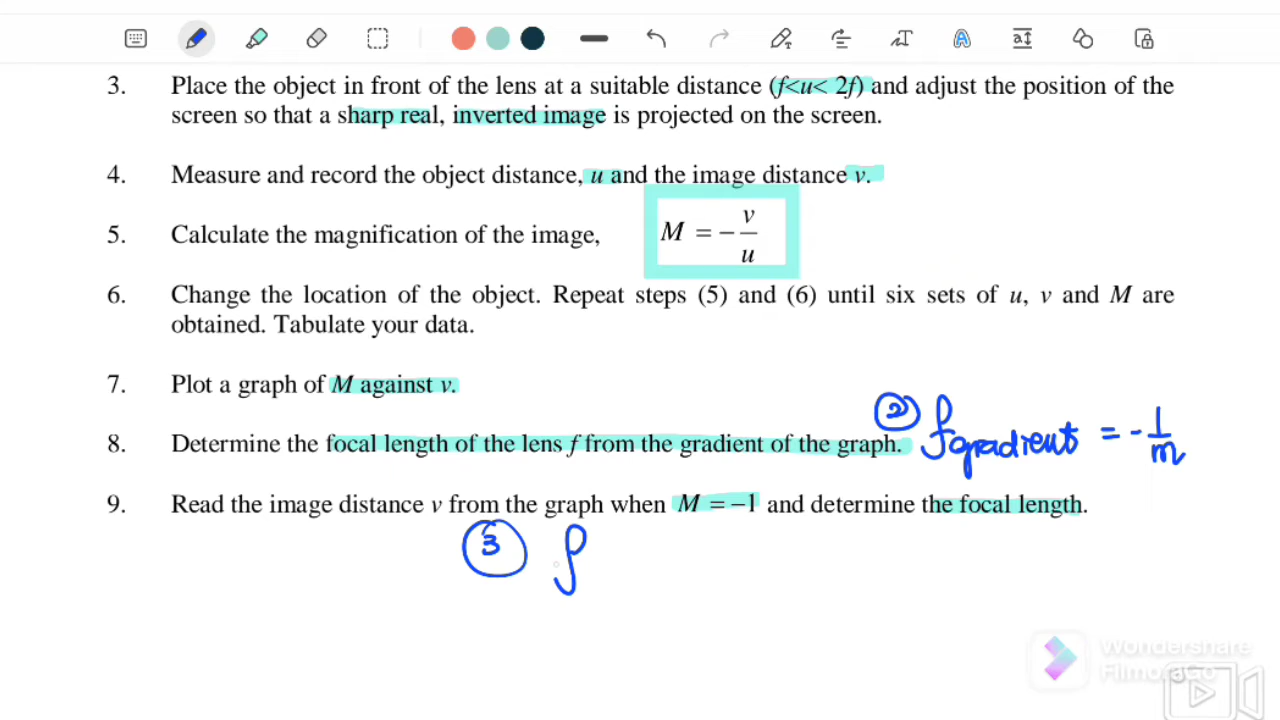 3. Place the object in front of the lens at a suitable distance (f<u< 2f) and adjust the position of the
screen so that a sharp real, inverted image is projected on the screen.
4. Measure and record the object distance, u and the image distance v.
5. Calculate the magnification of the image, M = − v/u
6. Change the location of the object. Repeat steps (5) and (6) until six sets of u, v and M are
obtained. Tabulate your data.
7. Plot a graph of M against v.
② f gradient = - 1/m
8. Determine the focal length of the lens f from the gradient of the graph.
9. Read the image distance v from the graph when M = −1 and determine the focal length.
③ f
Wondershare
FilmoraGo